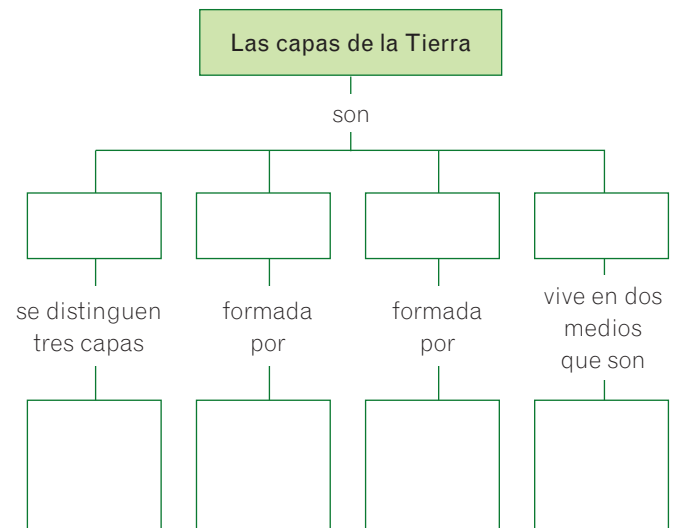 Las capas de la Tierra
son
se distinguen
tres capas
formada
por
formada
por
vive en dos
medios
que son